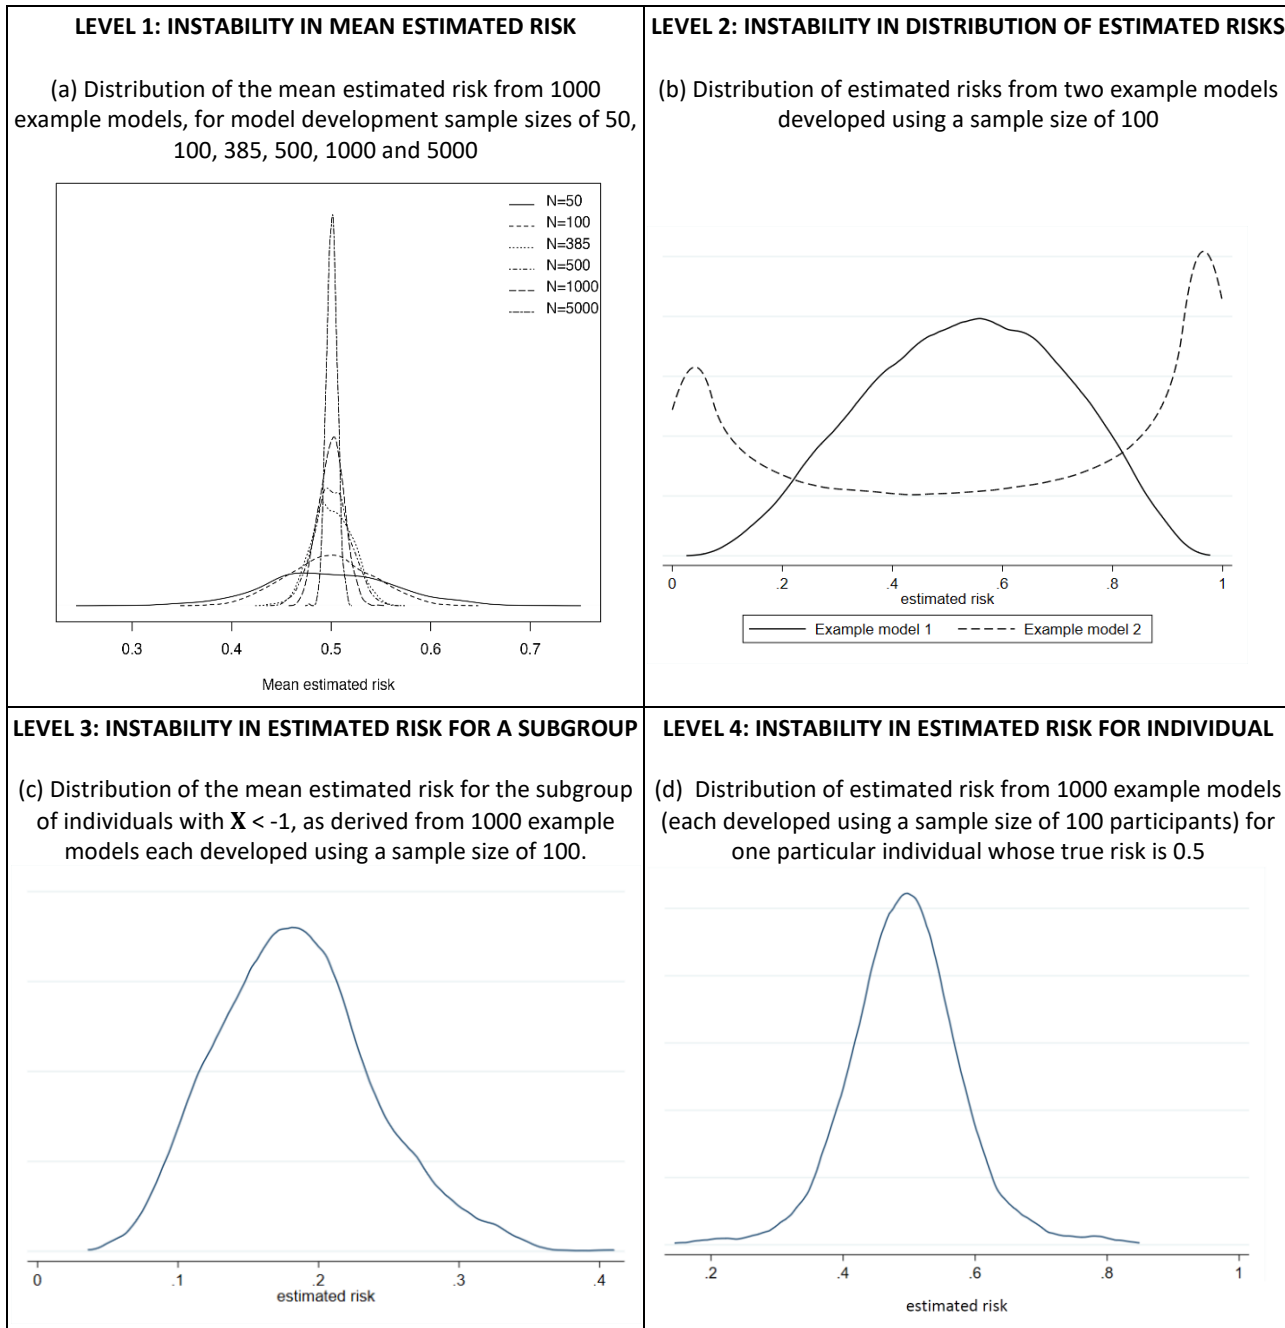 LEVEL 1: INSTABILITY IN MEAN ESTIMATED RISK
(a) Distribution of the mean estimated risk from 1000
example models, for model development sample sizes of 50,
100, 385, 500, 1000 and 5000
N=50
N=100
N=385
N=500
N=1000
N=5000
0.3 0.4 0.5 0.6 0.7
Mean estimated risk
LEVEL 2: INSTABILITY IN DISTRIBUTION OF ESTIMATED RISKS
(b) Distribution of estimated risks from two example models
developed using a sample size of 100
0 .2 .4 .6 .8 1
estimated risk
Example model 1 Example model 2
LEVEL 3: INSTABILITY IN ESTIMATED RISK FOR A SUBGROUP
(c) Distribution of the mean estimated risk for the subgroup
of individuals with X < -1, as derived from 1000 example
models each developed using a sample size of 100.
0 .1 .2 .3 .4
estimated risk
LEVEL 4: INSTABILITY IN ESTIMATED RISK FOR INDIVIDUAL
(d) Distribution of estimated risk from 1000 example models
(each developed using a sample size of 100 participants) for
one particular individual whose true risk is 0.5
.2 .4 .6 .8 1
estimated risk